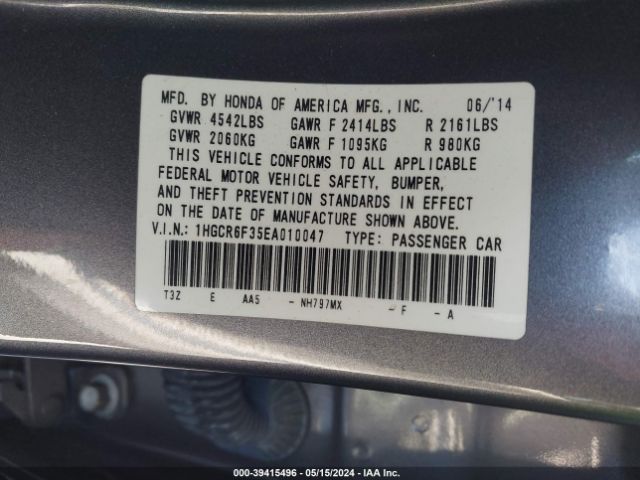 MFD. BY HONDA OF AMERICA MFG., INC. 06/'14
GVWR 4542LBS GAWR F 2414LBS R 2161LBS
GVWR 2060KG GAWR F 1095KG R 980KG
THIS VEHICLE CONFORMS TO ALL APPLICABLE
FEDERAL MOTOR VEHICLE SAFETY, BUMPER,
AND THEFT PREVENTION STANDARDS IN EFFECT
ON THE DATE OF MANUFACTURE SHOWN ABOVE.
V.I.N.: 1HGCR6F35EA010047 TYPE: PASSENGER CAR
T3Z E AA5 - NH797MX - F - A
000-39415496 - 05/15/2024 - IAA Inc.